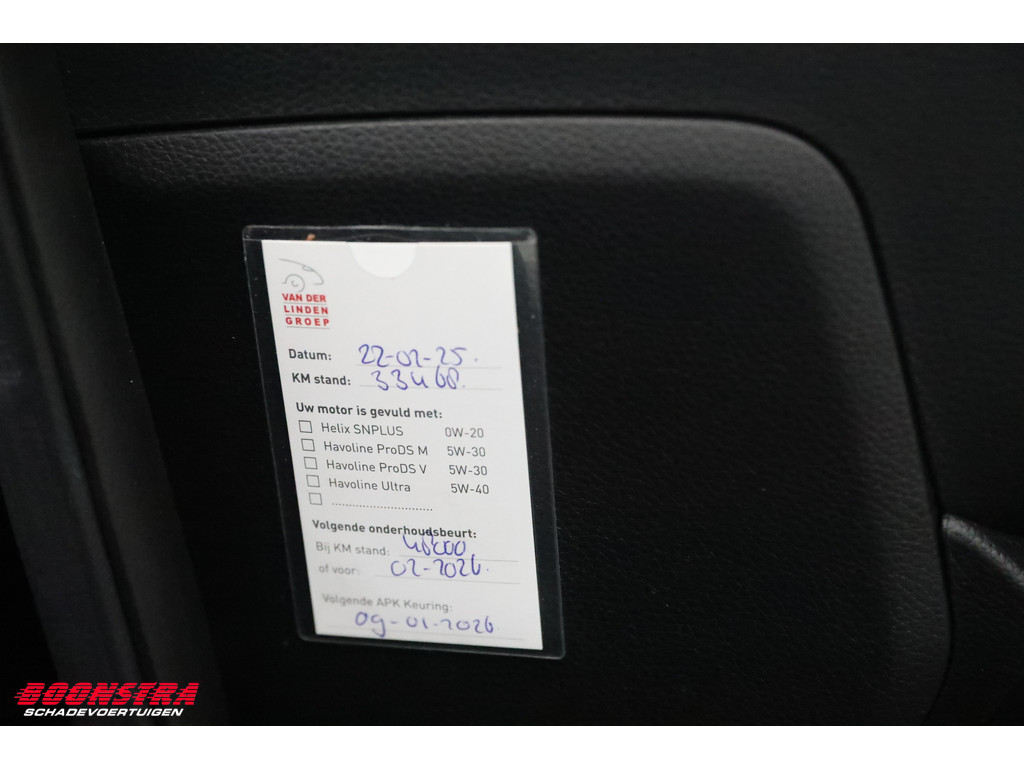 VAN DER
LINDEN
GROEP
Datum: 22-02-25.
KM stand: 33468.
Uw motor is gevuld met:
Helix SNPLUS 0W-20
Havoline ProDS M 5W-30
Havoline ProDS V 5W-30
Havoline Ultra 5W-40
..............................
Volgende onderhoudsbeurt:
Bij KM stand: 48000
of voor: 02-2026.
Volgende APK Keuring:
09-01-2026
BOONSTRA
SCHADEVOERTUIGEN